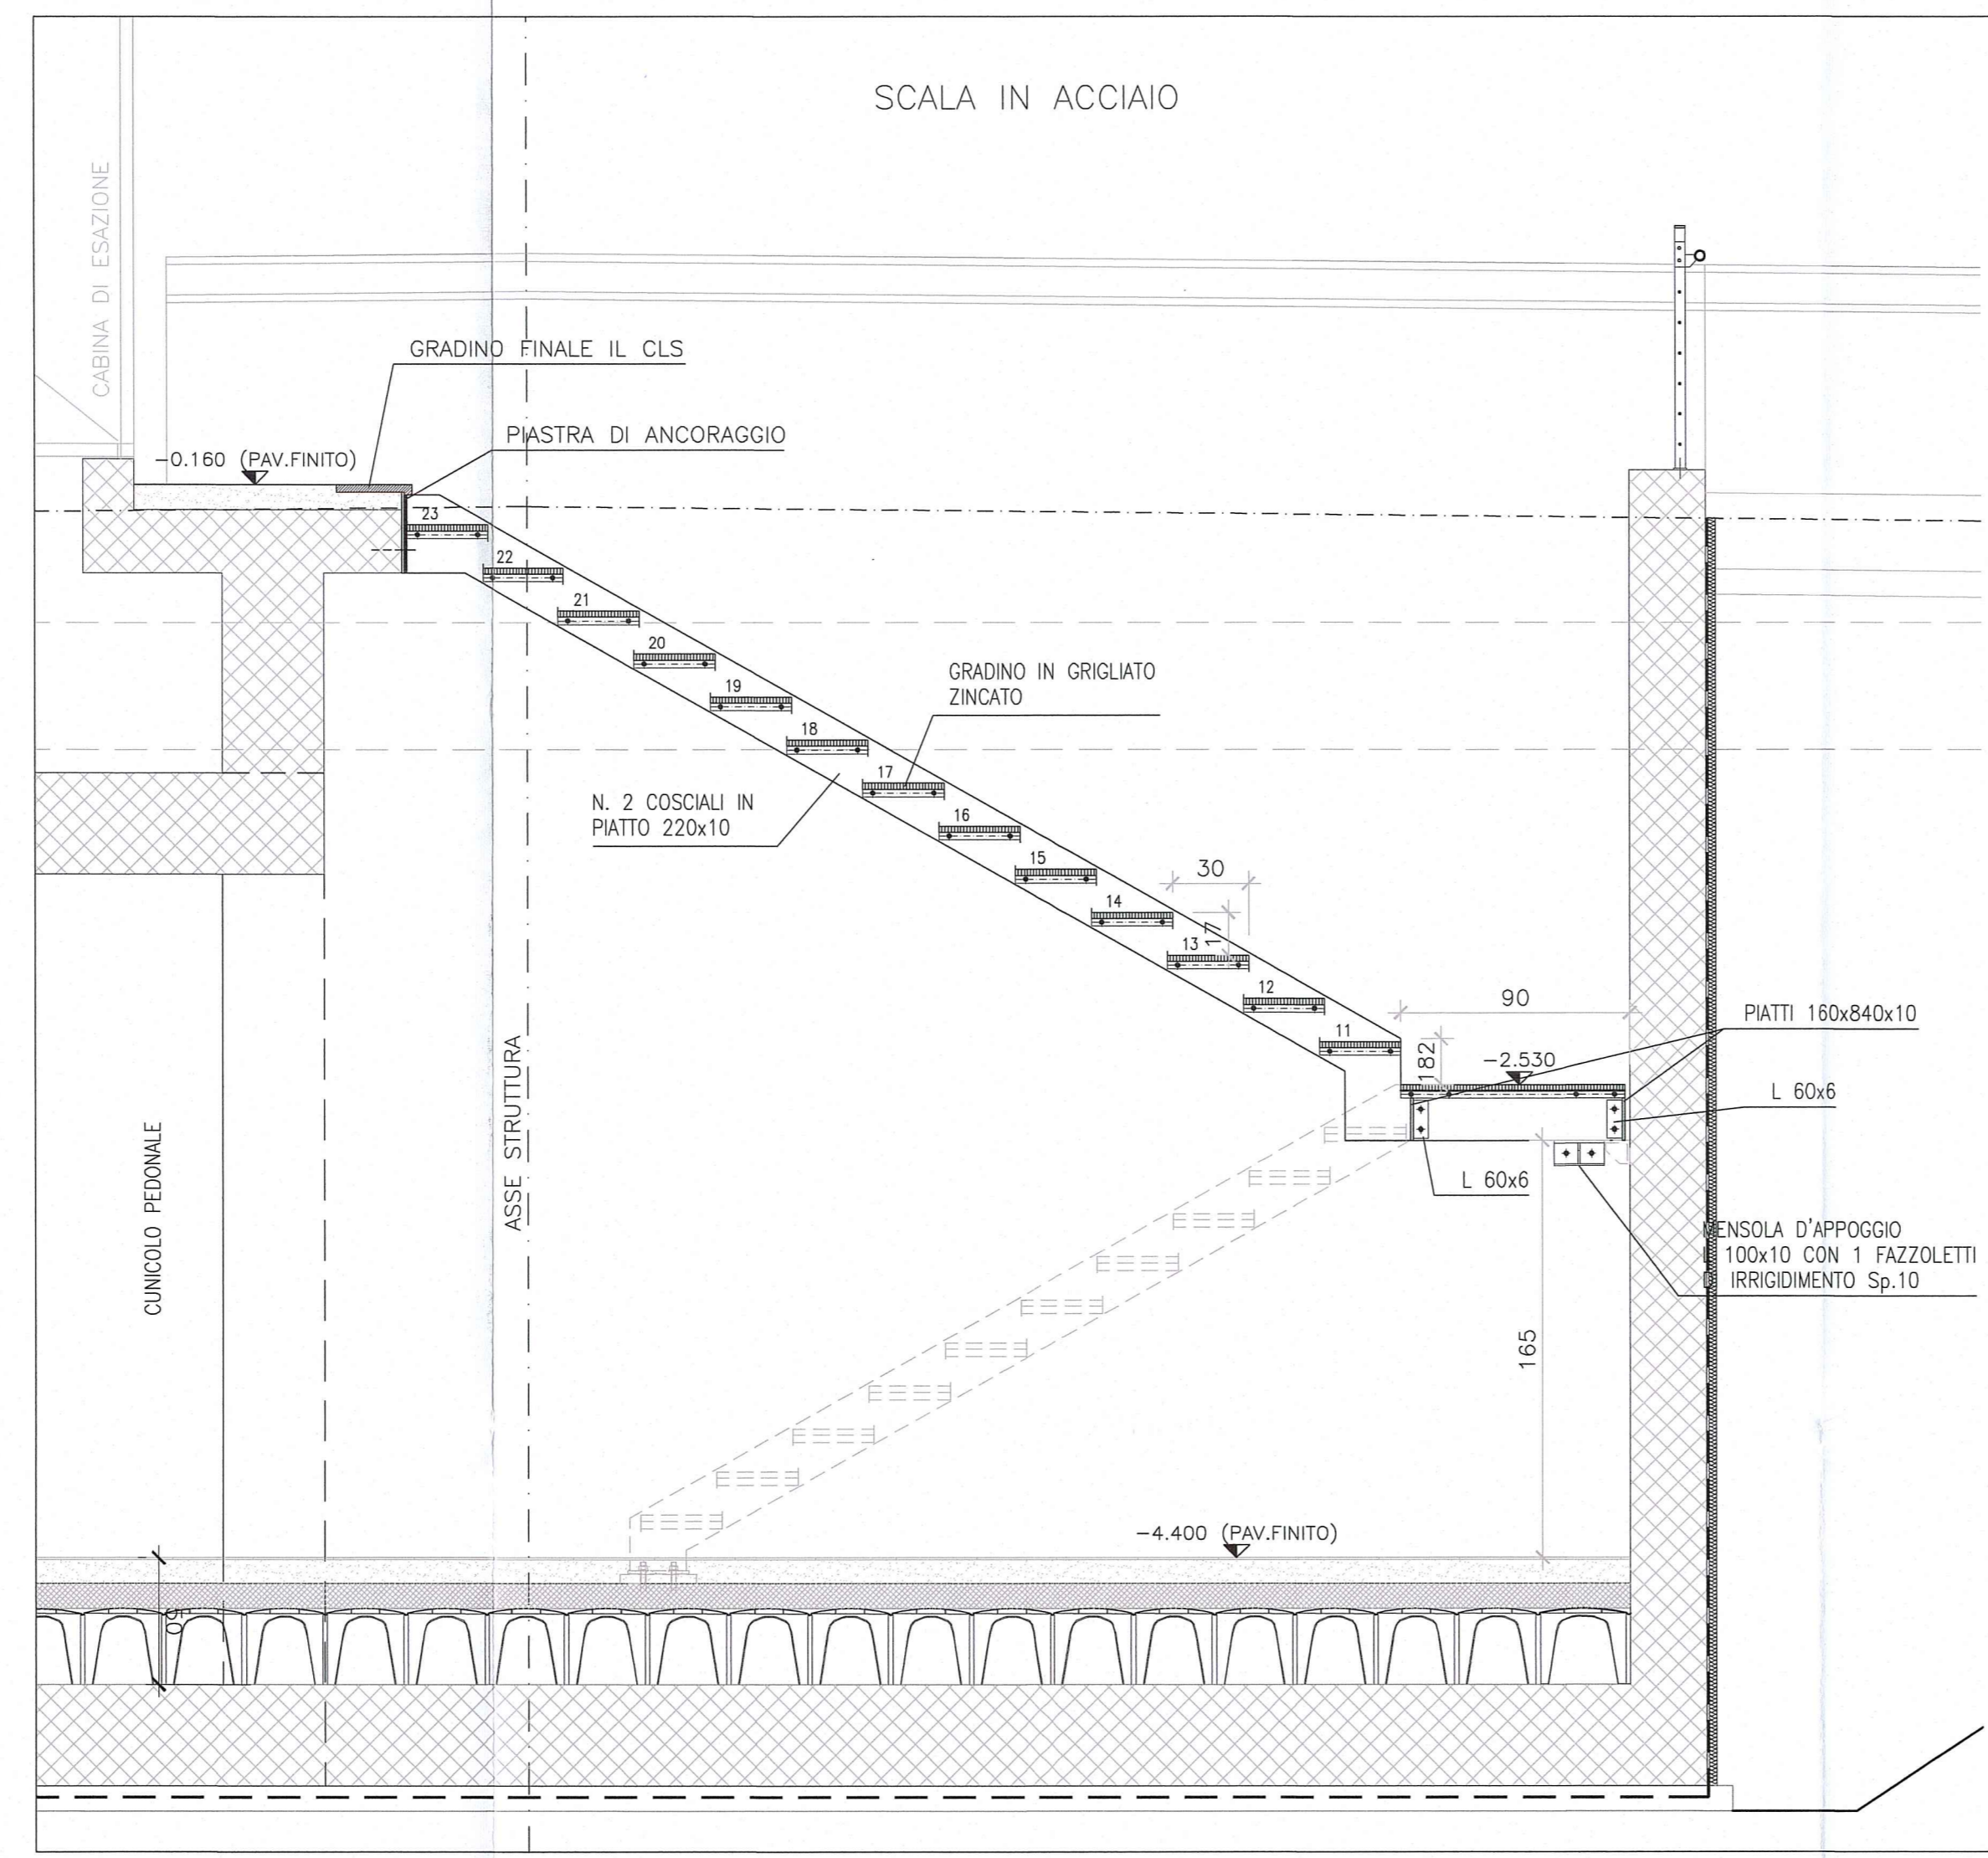 SCALA IN ACCIAIO
CABINA DI ESAZIONE
GRADINO FINALE IL CLS
PIASTRA DI ANCORAGGIO
-0.160 (PAV.FINITO)
23
22
21
20
19
18
17
16
15
14
13
12
11
GRADINO IN GRIGLIATO
ZINCATO
N. 2 COSCIALI IN
PIATTO 220x10
30
17
90
182
-2.530
PIATTI 160x840x10
L 60x6
L 60x6
MENSOLA D'APPOGGIO
L 100x10 CON 1 FAZZOLETTI
DI IRRIGIDIMENTO Sp.10
165
ASSE STRUTTURA
CUNICOLO PEDONALE
-4.400 (PAV.FINITO)
50